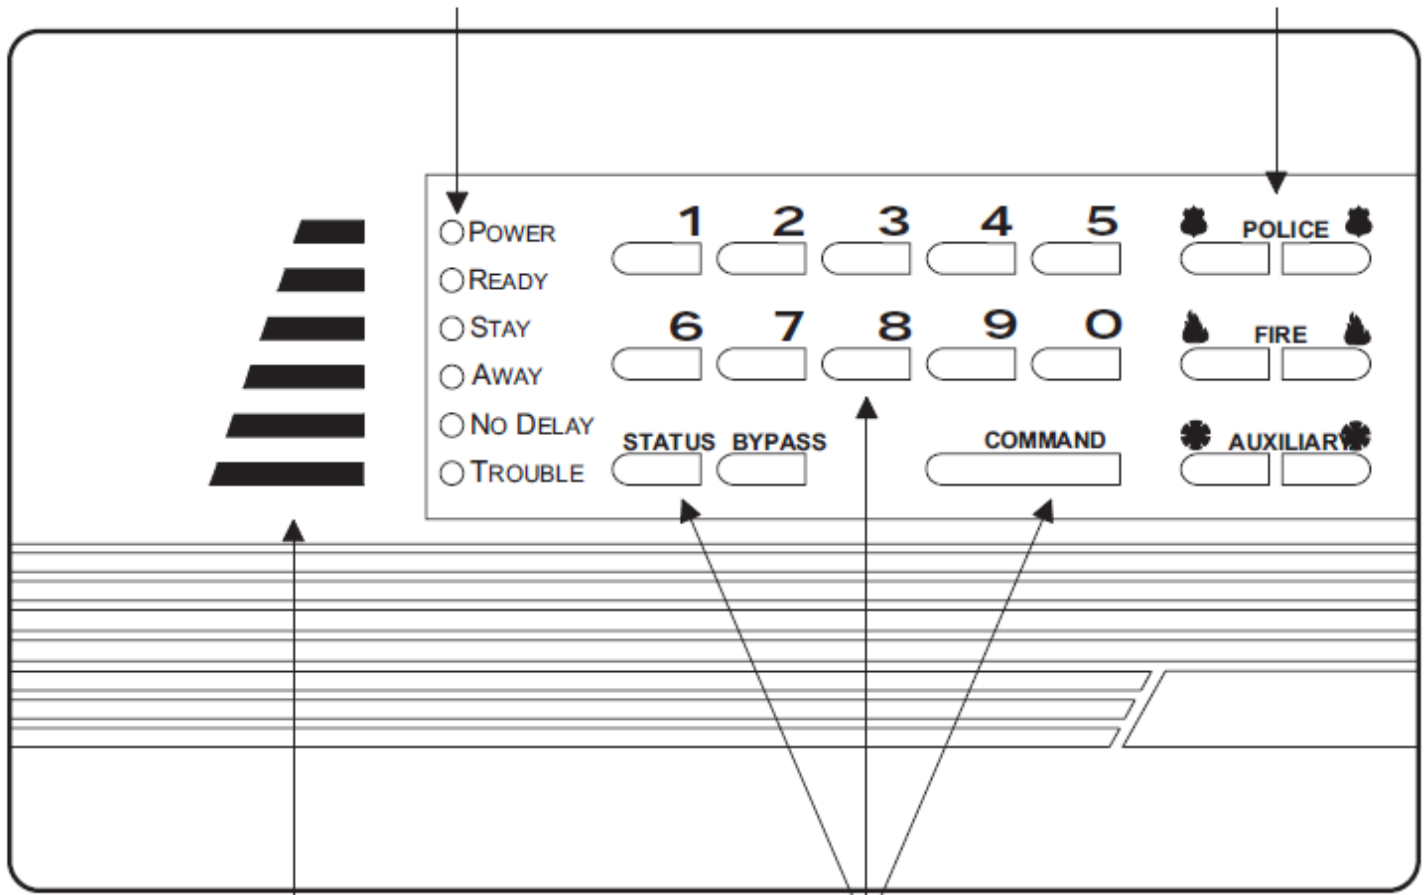 POWER
READY
STAY
AWAY
NO DELAY
TROUBLE
1 2 3 4 5
6 7 8 9 0
STATUS BYPASS COMMAND
POLICE
FIRE
AUXILIARY